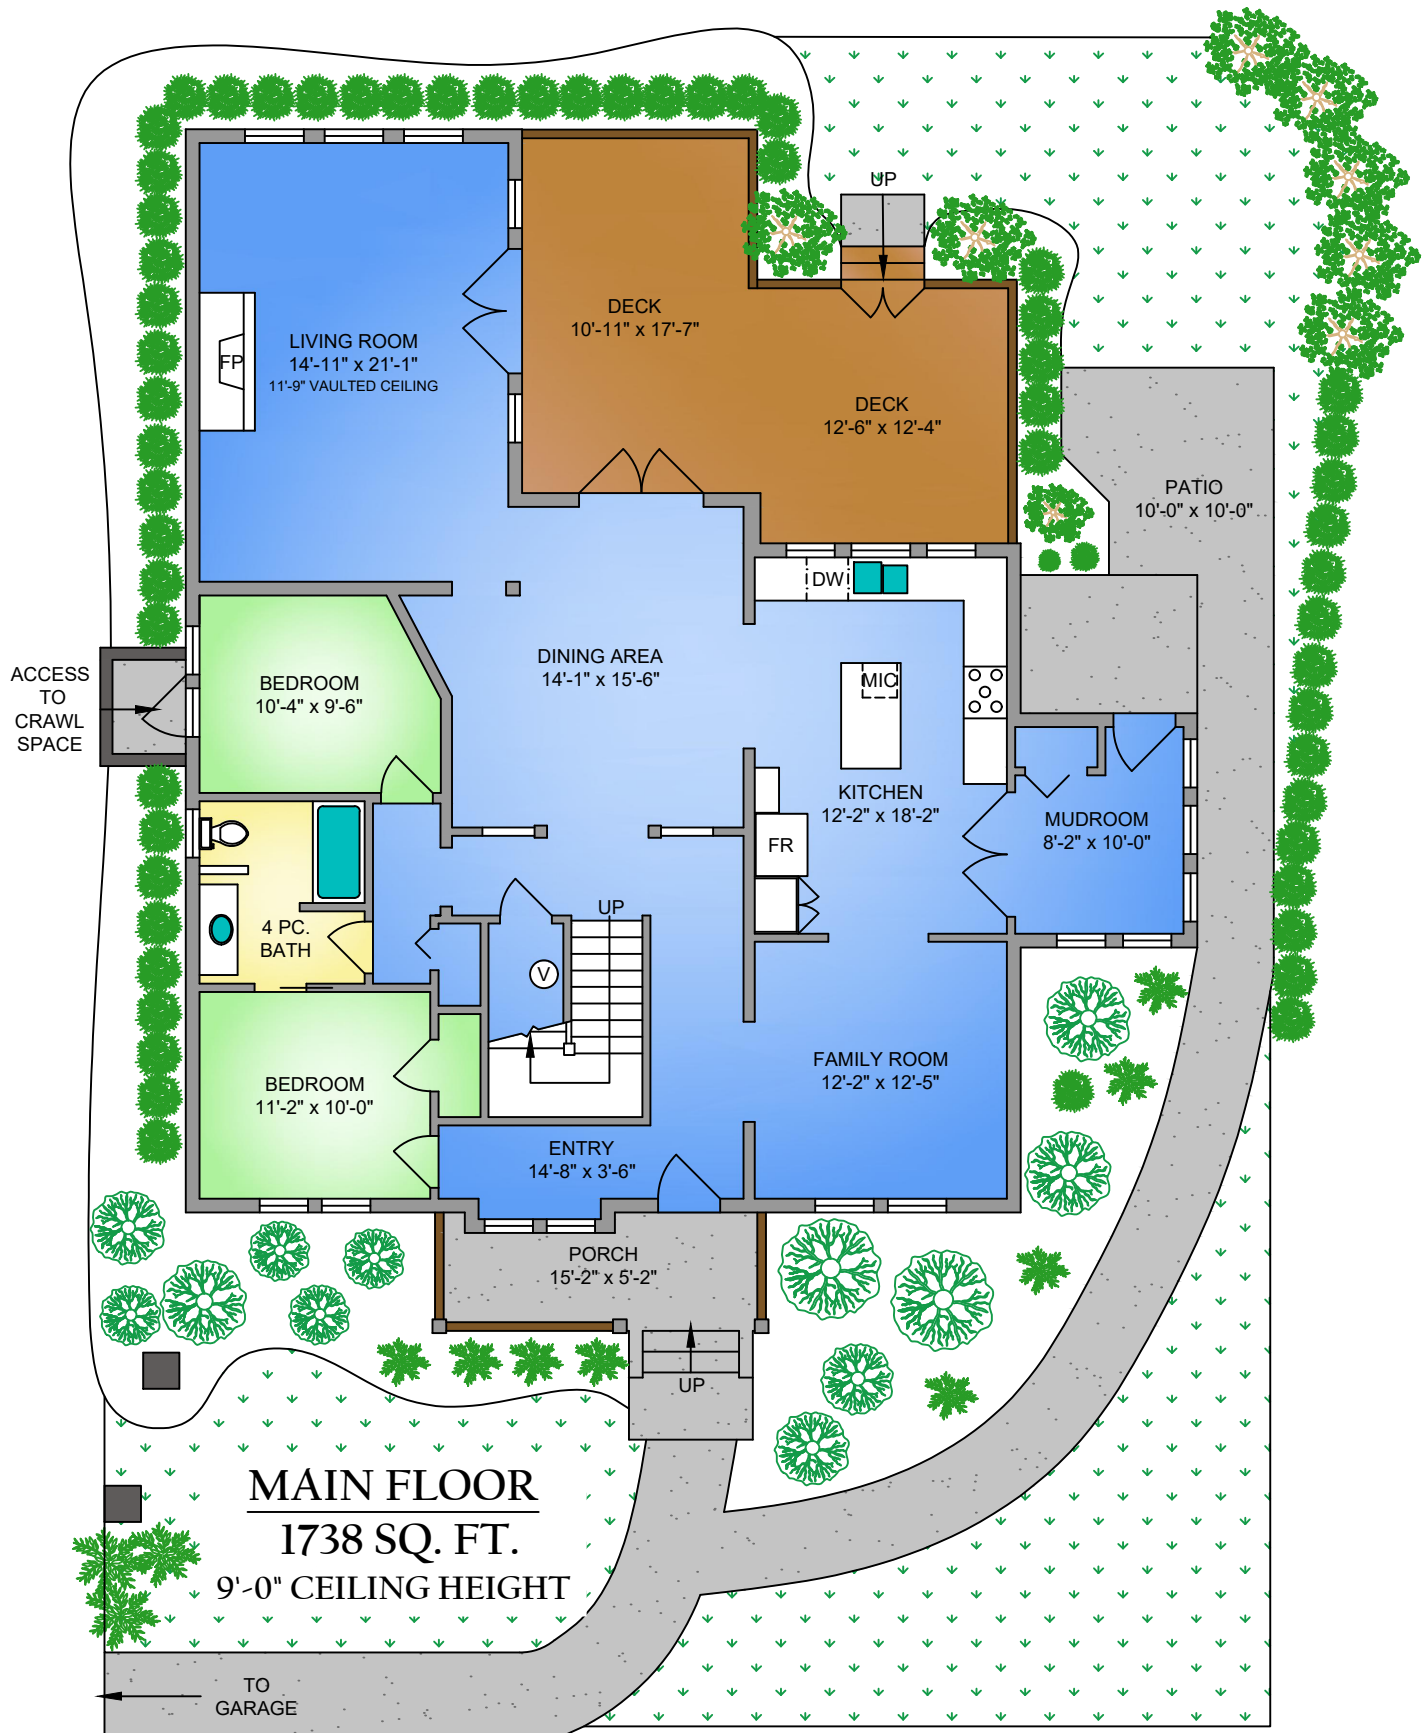 UP
DECK
10'-11" x 17'-7"
LIVING ROOM
14'-11" x 21'-1"
11'-9" VAULTED CEILING
FP
DECK
12'-6" x 12'-4"
PATIO
10'-0" x 10'-0"
DW
ACCESS
TO
CRAWL
SPACE
BEDROOM
10'-4" x 9'-6"
DINING AREA
14'-1" x 15'-6"
MIC
KITCHEN
12'-2" x 18'-2"
MUDROOM
8'-2" x 10'-0"
FR
4 PC.
BATH
UP
V
BEDROOM
11'-2" x 10'-0"
FAMILY ROOM
12'-2" x 12'-5"
ENTRY
14'-8" x 3'-6"
PORCH
15'-2" x 5'-2"
UP
MAIN FLOOR
1738 SQ. FT.
9'-0" CEILING HEIGHT
TO
GARAGE